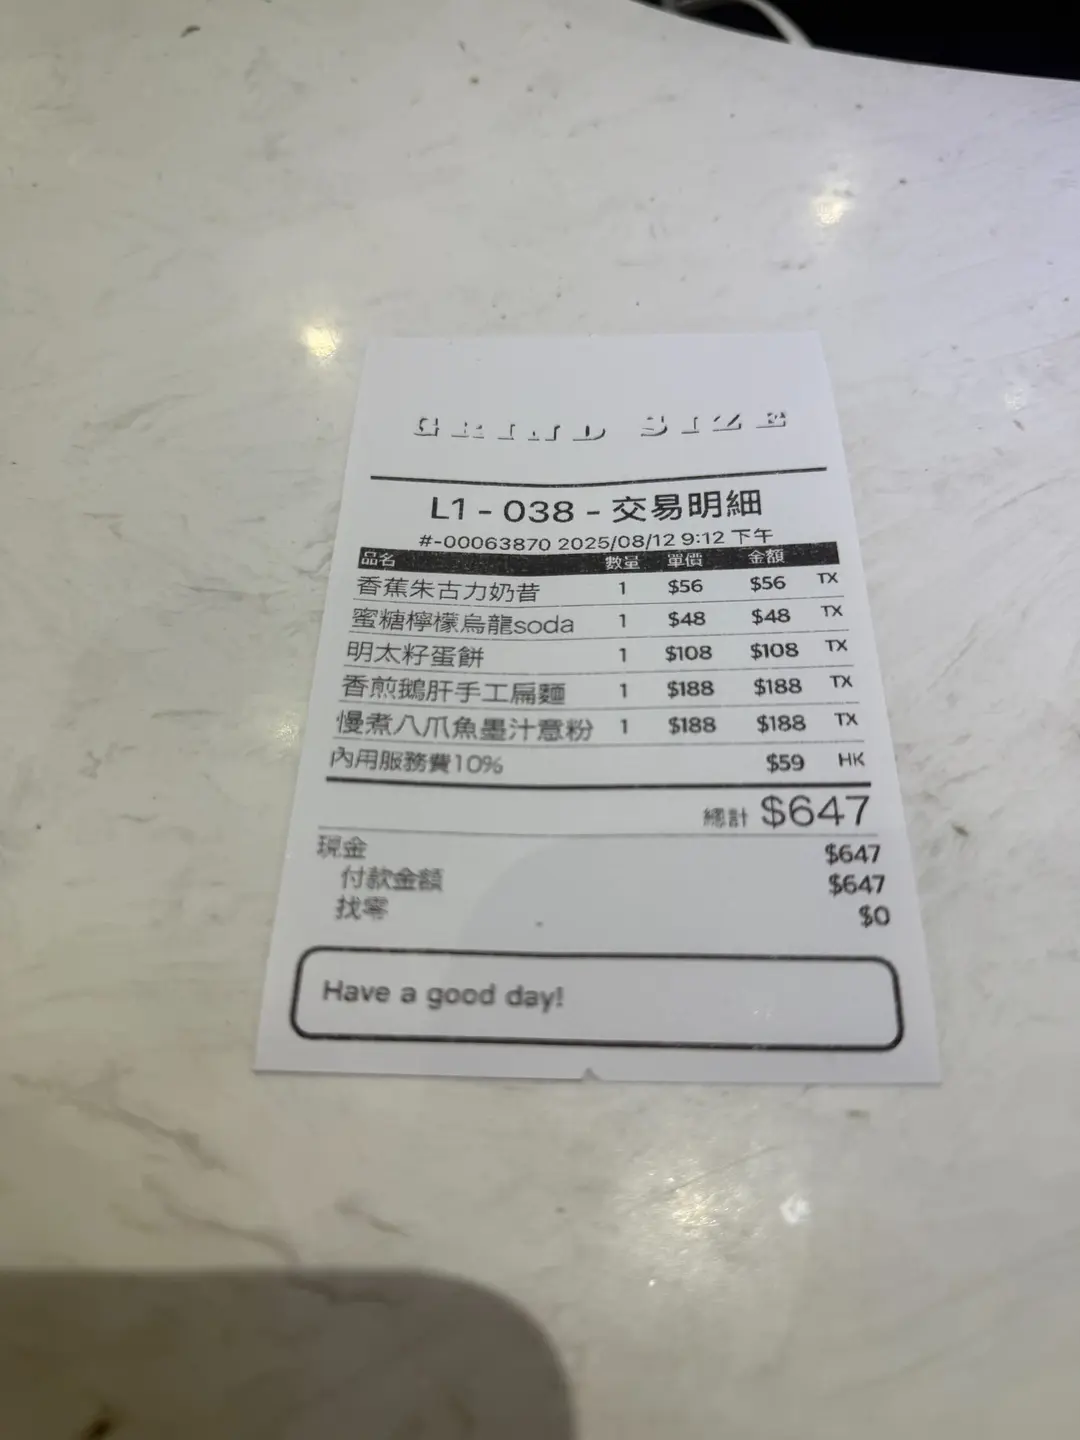 GRIND SIZE
L1 - 038 - 交易明細
#-00063870 2025/08/12 9:12 下午
品名 數量 單價 金額
香蕉朱古力奶昔 1 $56 $56 TX
蜜糖檸檬烏龍soda 1 $48 $48 TX
明太籽蛋餅 1 $108 $108 TX
香煎鵝肝手工扁麵 1 $188 $188 TX
慢煮八爪魚墨汁意粉 1 $188 $188 TX
內用服務費10% $59 HK
總計 $647
現金 $647
付款金額 $647
找零 $0
Have a good day!